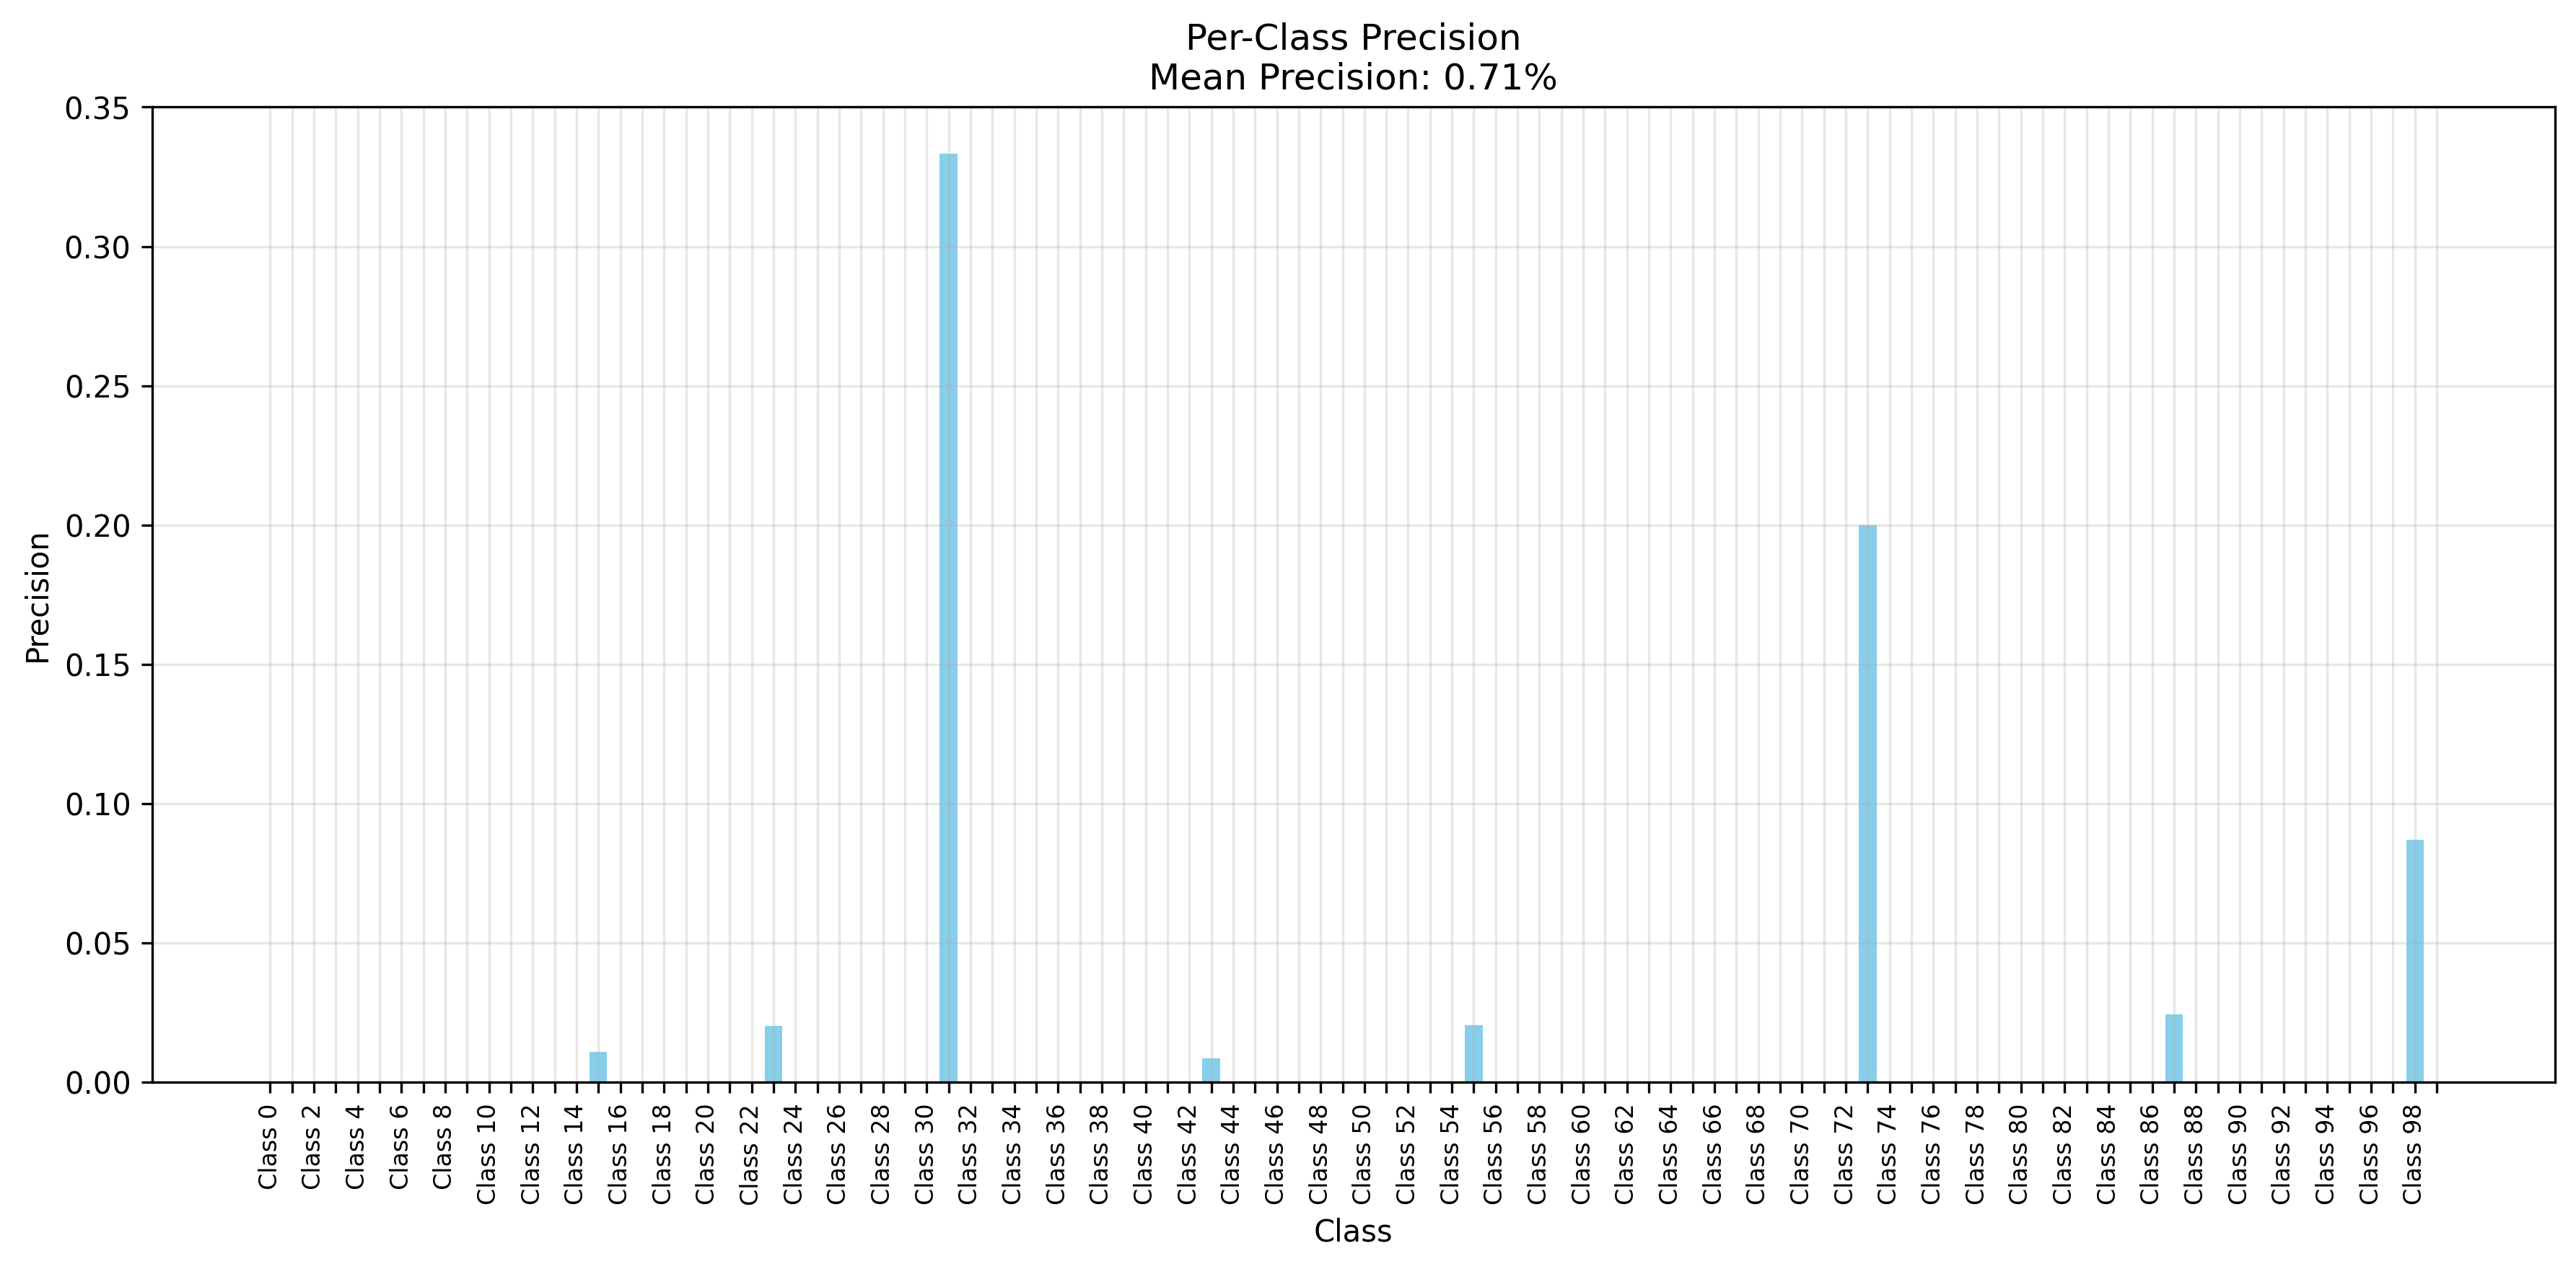 Per-Class Precision
Mean Precision: 0.71%
0.35
0.30
0.25
0.20
0.15
0.10
0.05
0.00
Precision
Class 0
Class 2
Class 4
Class 6
Class 8
Class 10
Class 12
Class 14
Class 16
Class 18
Class 20
Class 22
Class 24
Class 26
Class 28
Class 30
Class 32
Class 34
Class 36
Class 38
Class 40
Class 42
Class 44
Class 46
Class 48
Class 50
Class 52
Class 54
Class 56
Class 58
Class 60
Class 62
Class 64
Class 66
Class 68
Class 70
Class 72
Class 74
Class 76
Class 78
Class 80
Class 82
Class 84
Class 86
Class 88
Class 90
Class 92
Class 94
Class 96
Class 98
Class